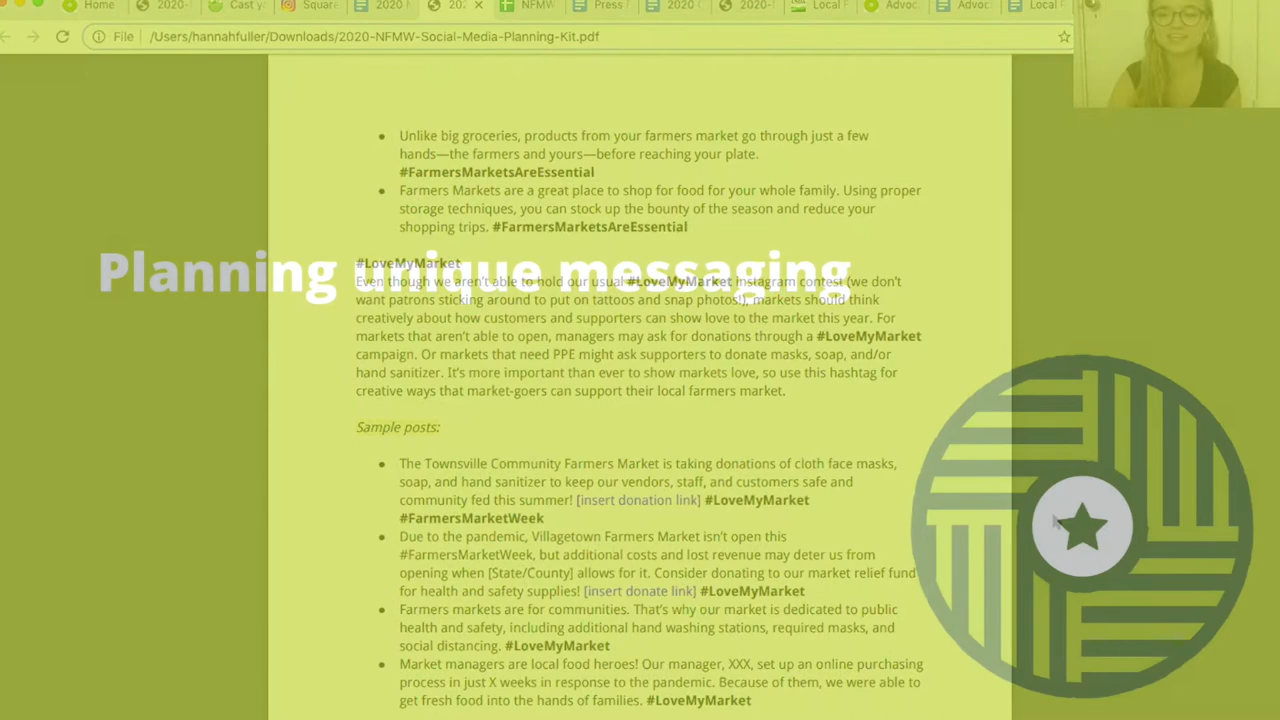 Home
2020-
Cast y
Square
2020 N
202
NFMW
Press
2020
2020-
Local F
Advoc
Advoc
Local
File /Users/hannahfuller/Downloads/2020-NFMW-Social-Media-Planning-Kit.pdf
● Unlike big groceries, products from your farmers market go through just a few
hands—the farmers and yours—before reaching your plate.
#FarmersMarketsAreEssential
● Farmers Markets are a great place to shop for food for your whole family. Using proper
storage techniques, you can stock up the bounty of the season and reduce your
shopping trips. #FarmersMarketsAreEssential
Planning unique messaging
#LoveMyMarket
Even though we aren't able to hold our usual #LoveMyMarket Instagram contest (we don't
want patrons sticking around to put on tattoos and snap photos!), markets should think
creatively about how customers and supporters can show love to the market this year. For
markets that aren't able to open, managers may ask for donations through a #LoveMyMarket
campaign. Or markets that need PPE might ask supporters to donate masks, soap, and/or
hand sanitizer. It's more important than ever to show markets love, so use this hashtag for
creative ways that market-goers can support their local farmers market.
Sample posts:
● The Townsville Community Farmers Market is taking donations of cloth face masks,
soap, and hand sanitizer to keep our vendors, staff, and customers safe and
community fed this summer! [insert donation link] #LoveMyMarket
#FarmersMarketWeek
● Due to the pandemic, Villagetown Farmers Market isn't open this
#FarmersMarketWeek, but additional costs and lost revenue may deter us from
opening when [State/County] allows for it. Consider donating to our market relief fund
for health and safety supplies! [insert donate link] #LoveMyMarket
● Farmers markets are for communities. That's why our market is dedicated to public
health and safety, including additional hand washing stations, required masks, and
social distancing. #LoveMyMarket
● Market managers are local food heroes! Our manager, XXX, set up an online purchasing
process in just X weeks in response to the pandemic. Because of them, we were able to
get fresh food into the hands of families. #LoveMyMarket